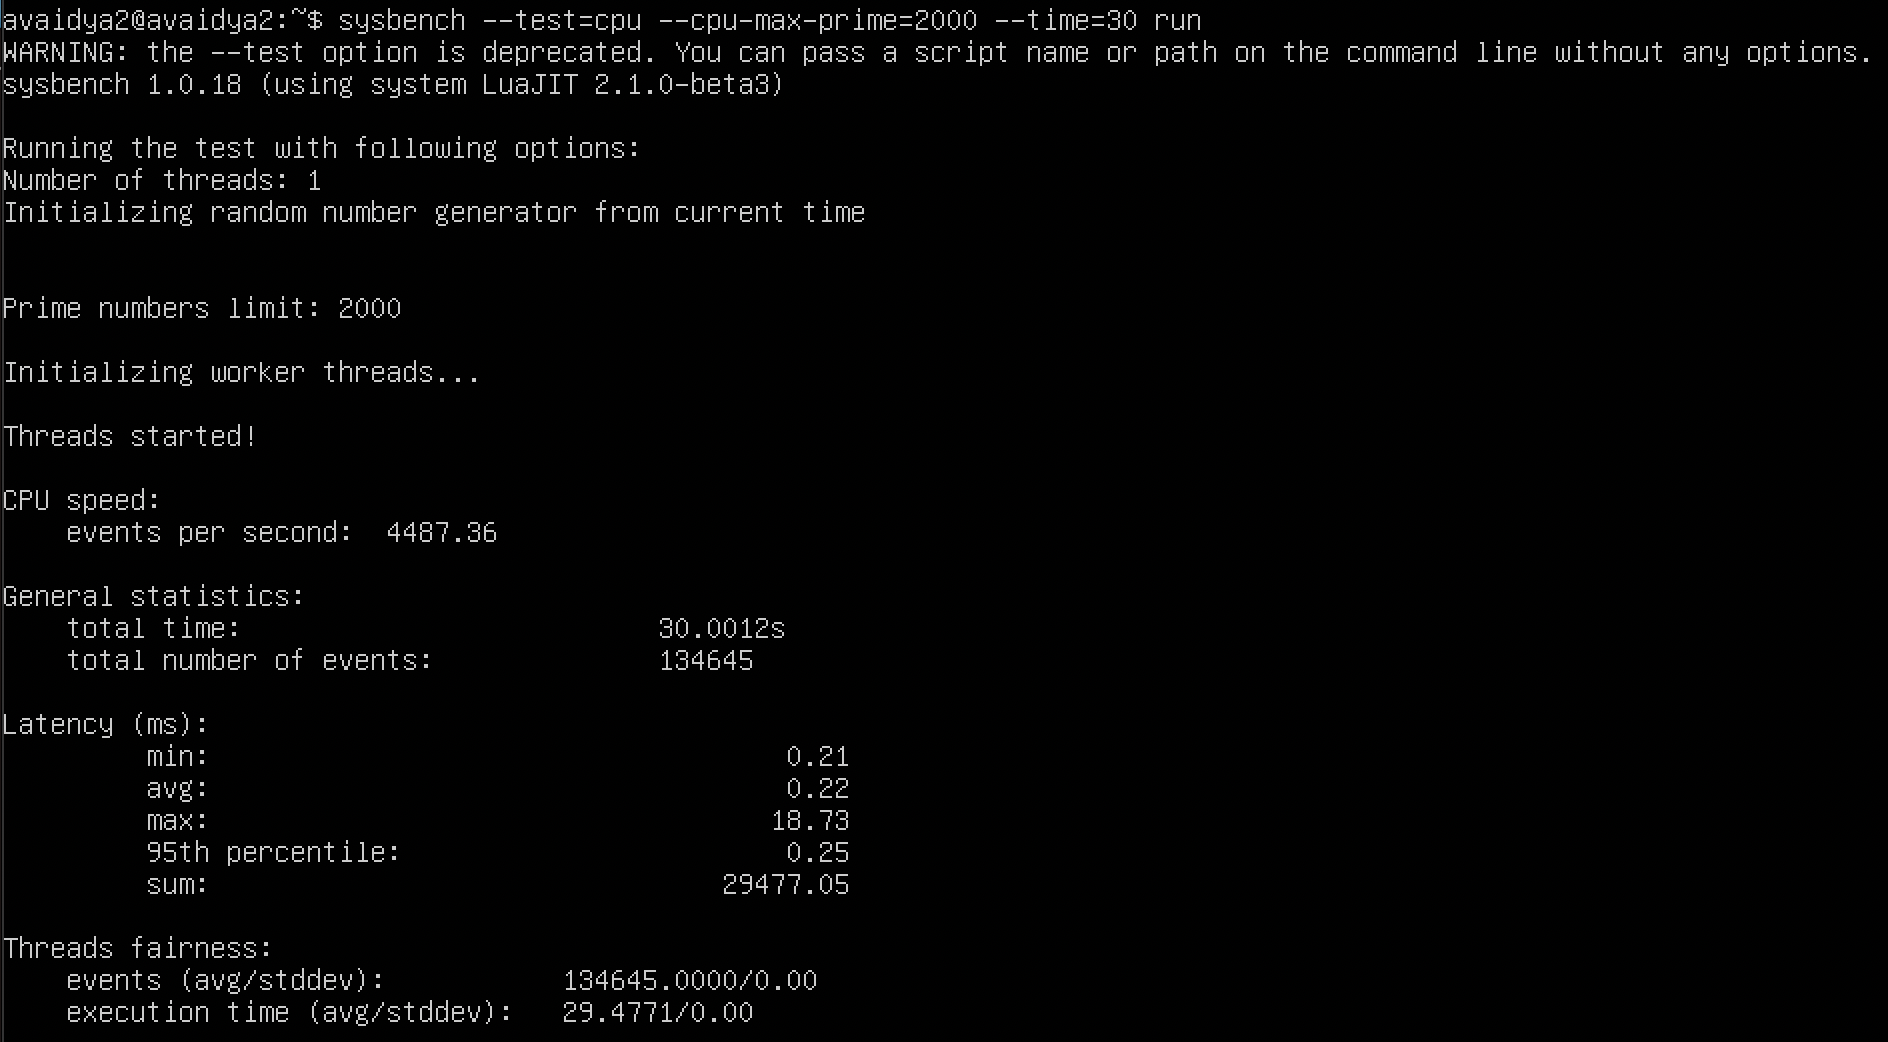 avaidya2@avaidya2:~$ sysbench --test=cpu --cpu-max-prime=2000 --time=30 run
WARNING: the --test option is deprecated. You can pass a script name or path on the command line without any options.
sysbench 1.0.18 (using system LuaJIT 2.1.0-beta3)
Running the test with following options:
Number of threads: 1
Initializing random number generator from current time
Prime numbers limit: 2000
Initializing worker threads...
Threads started!
CPU speed:
events per second: 4487.36
General statistics:
total time: 30.0012s
total number of events: 134645
Latency (ms):
min: 0.21
avg: 0.22
max: 18.73
95th percentile: 0.25
sum: 29477.05
Threads fairness:
events (avg/stddev): 134645.0000/0.00
execution time (avg/stddev): 29.4771/0.00